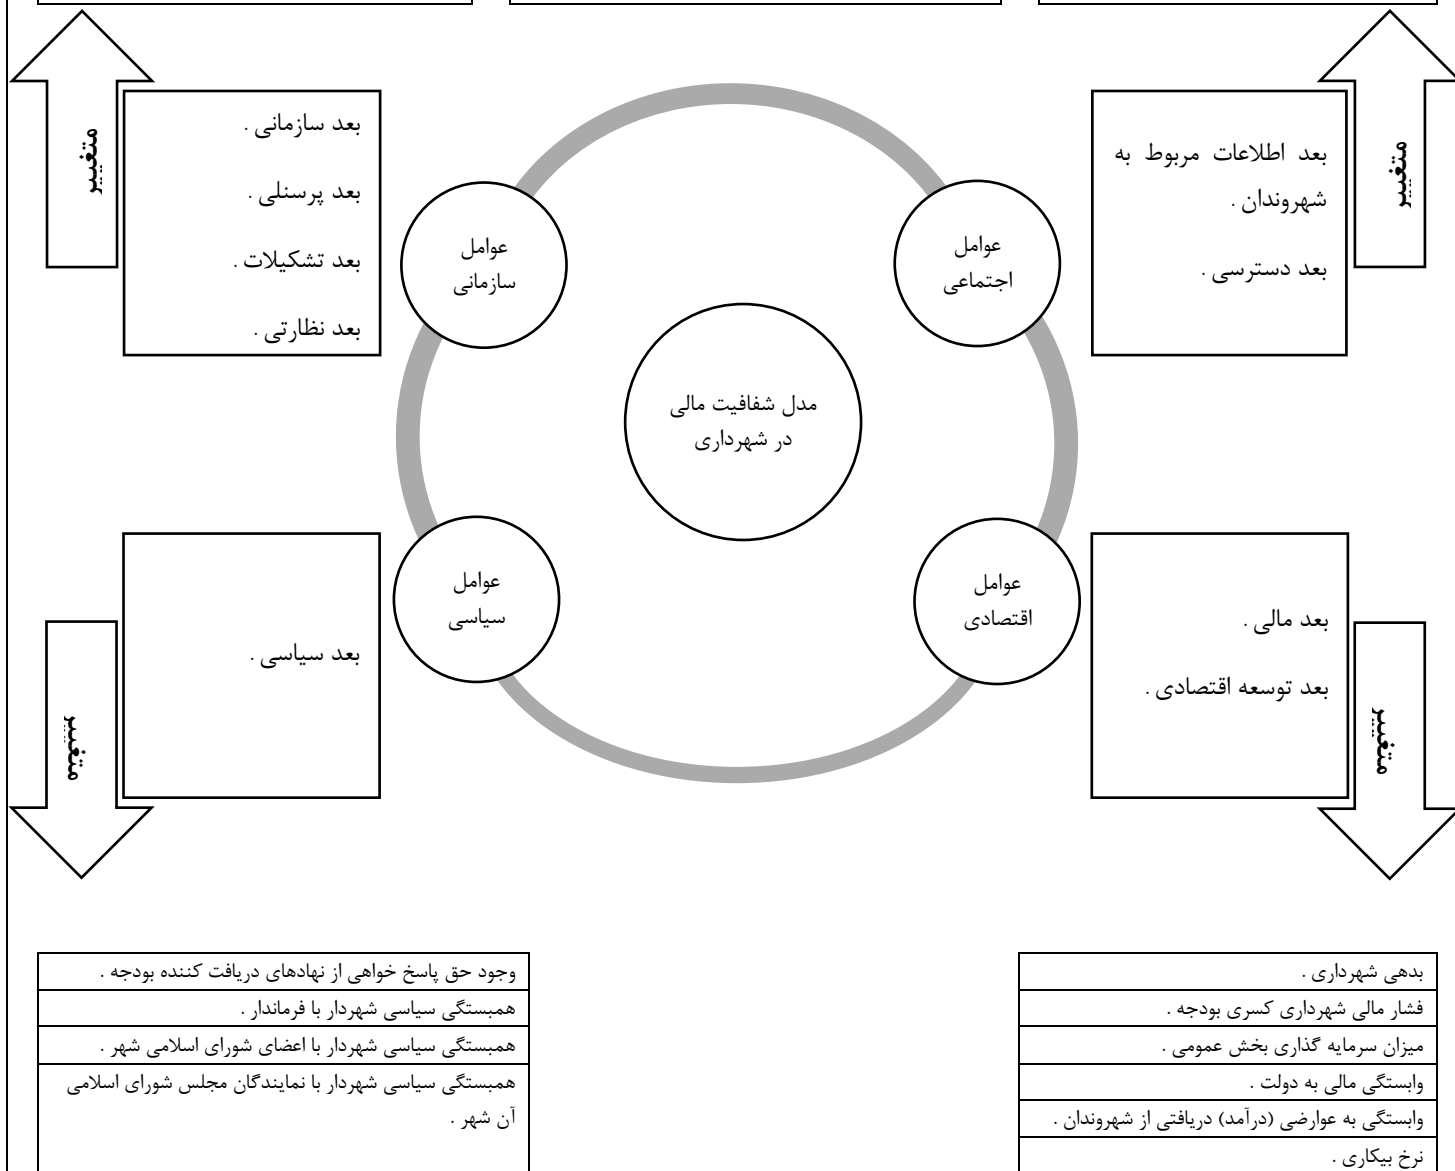 متغییر
بعد اطلاعات مربوط به
شهروندان .
بعد دسترسی .
عوامل
اجتماعی
عوامل
سازمانی
بعد سازمانی .
بعد پرسنلی .
بعد تشکیلات .
بعد نظارتی .
متغییر
مدل شفافیت مالی
در شهرداری
متغییر
بعد مالی .
بعد توسعه اقتصادی .
عوامل
اقتصادی
عوامل
سیاسی
بعد سیاسی .
متغییر
بدهی شهرداری .
فشار مالی شهرداری کسری بودجه .
میزان سرمایه گذاری بخش عمومی .
وابستگی مالی به دولت .
وابستگی به عوارضی (درآمد) دریافتی از شهروندان .
نرخ بیکاری .
وجود حق پاسخ خواهی از نهادهای دریافت کننده بودجه .
همبستگی سیاسی شهردار با فرماندار .
همبستگی سیاسی شهردار با اعضای شورای اسلامی شهر .
همبستگی سیاسی شهردار با نمایندگان مجلس شورای اسلامی
آن شهر .